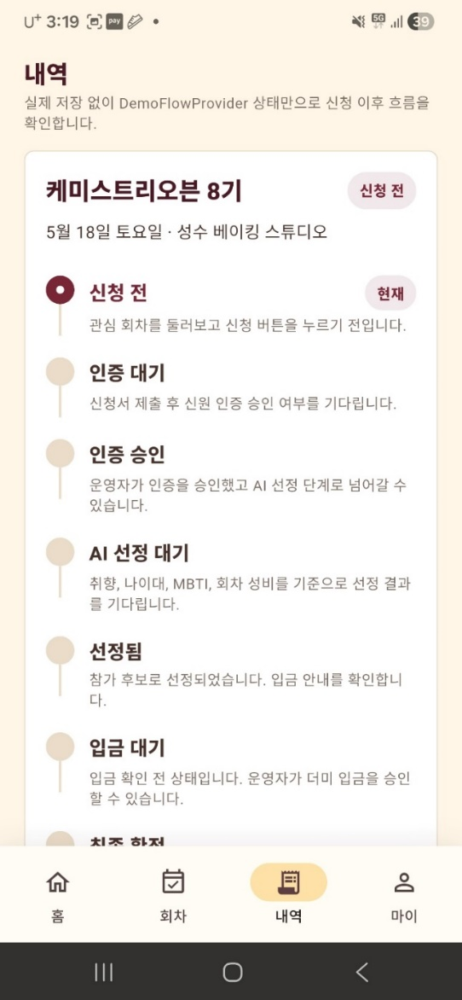 U+ 3:19 pay 5G 39
내역
실제 저장 없이 DemoFlowProvider 상태만으로 신청 이후 흐름을
확인합니다.
케미스트리오븐 8기 신청 전
5월 18일 토요일 · 성수 베이킹 스튜디오
신청 전 현재
관심 회차를 둘러보고 신청 버튼을 누르기 전입니다.
인증 대기
신청서 제출 후 신원 인증 승인 여부를 기다립니다.
인증 승인
운영자가 인증을 승인했고 AI 선정 단계로 넘어갈 수
있습니다.
AI 선정 대기
취향, 나이대, MBTI, 회차 성비를 기준으로 선정 결과
를 기다립니다.
선정됨
참가 후보로 선정되었습니다. 입금 안내를 확인합니
다.
입금 대기
입금 확인 전 상태입니다. 운영자가 더미 입금을 승인
할 수 있습니다.
최종 확정
홈 회차 내역 마이